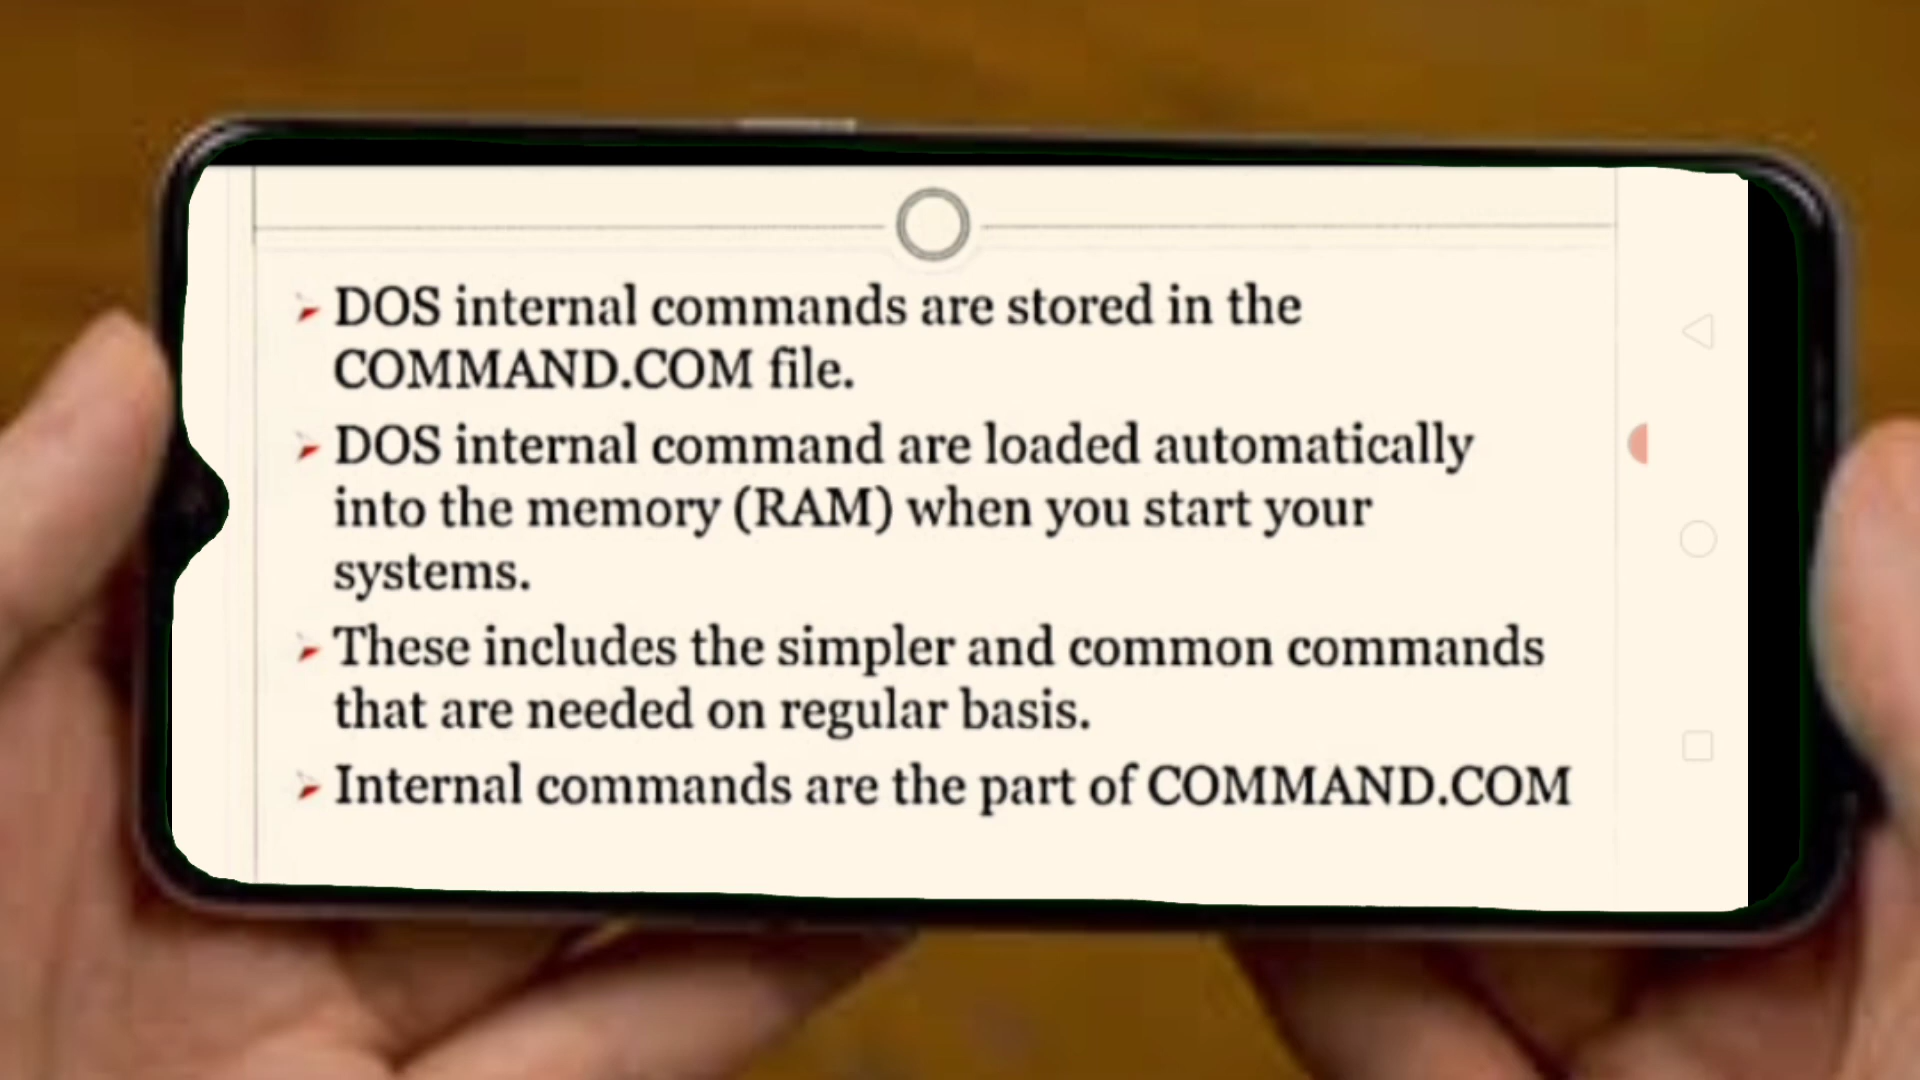 DOS internal commands are stored in the
COMMAND.COM file.
DOS internal command are loaded automatically
into the memory (RAM) when you start your
systems.
These includes the simpler and common commands
that are needed on regular basis.
Internal commands are the part of COMMAND.COM